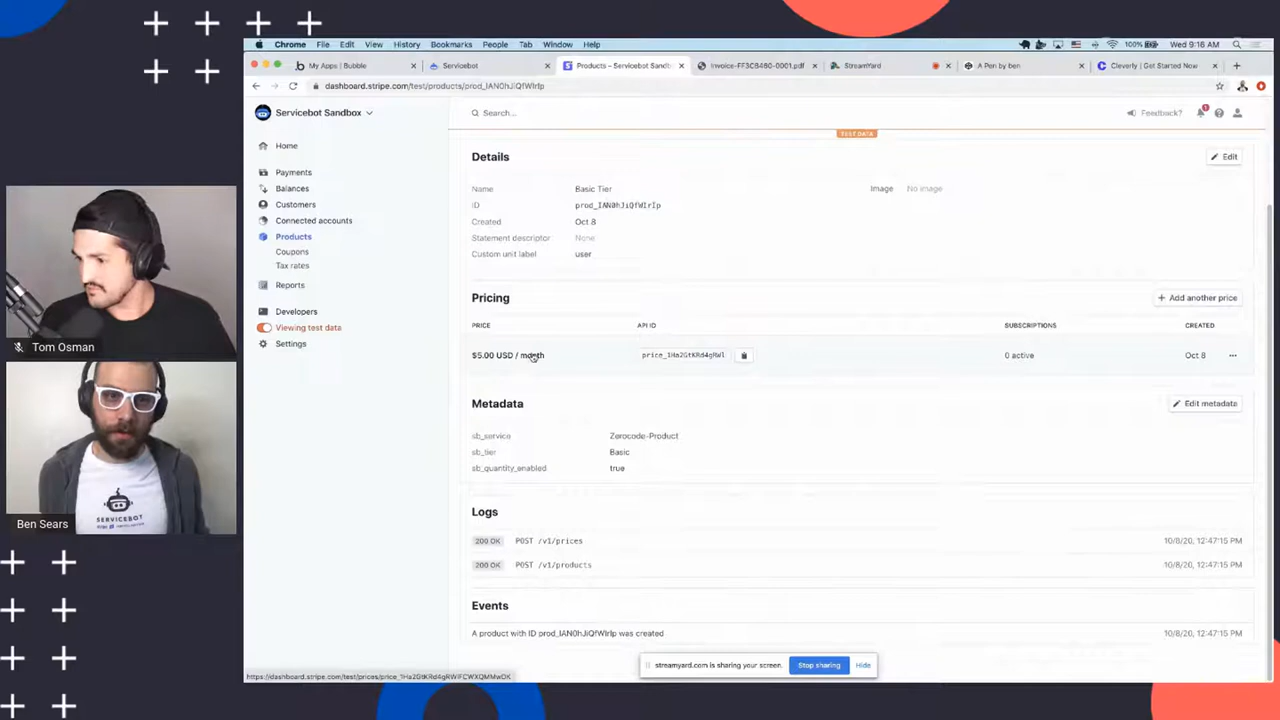 Chrome File Edit View History Bookmarks People Tab Window Help 100% Wed 9:16 AM
My Apps | Bubble
Servicebot
Products – Servicebot Sandb
Invoice-FF3CB460-0001.pdf
StreamYard
A Pen by ben
Cleverly | Get Started Now
dashboard.stripe.com/test/products/prod_IAN0hJiQfWIrIp
Servicebot Sandbox
Search...
Feedback?
1
TEST DATA
Home
Payments
Balances
Customers
Connected accounts
Products
Coupons
Tax rates
Reports
Developers
Viewing test data
Settings
Details
Edit
Name Basic Tier
Image No image
ID prod_IAN0hJiQfWIrIp
Created Oct 8
Statement descriptor None
Custom unit label user
Pricing
Add another price
PRICE API ID SUBSCRIPTIONS CREATED
$5.00 USD / month price_1Ha2GtKRd4gRWl 0 active Oct 8
Metadata
Edit metadata
sb_service Zerocode-Product
sb_tier Basic
sb_quantity_enabled true
Logs
200 OK POST /v1/prices 10/8/20, 12:47:15 PM
200 OK POST /v1/products 10/8/20, 12:47:15 PM
Events
A product with ID prod_IAN0hJiQfWIrIp was created 10/8/20, 12:47:15 PM
streamyard.com is sharing your screen. Stop sharing Hide
Tom Osman
SERVICEBOT
Ben Sears